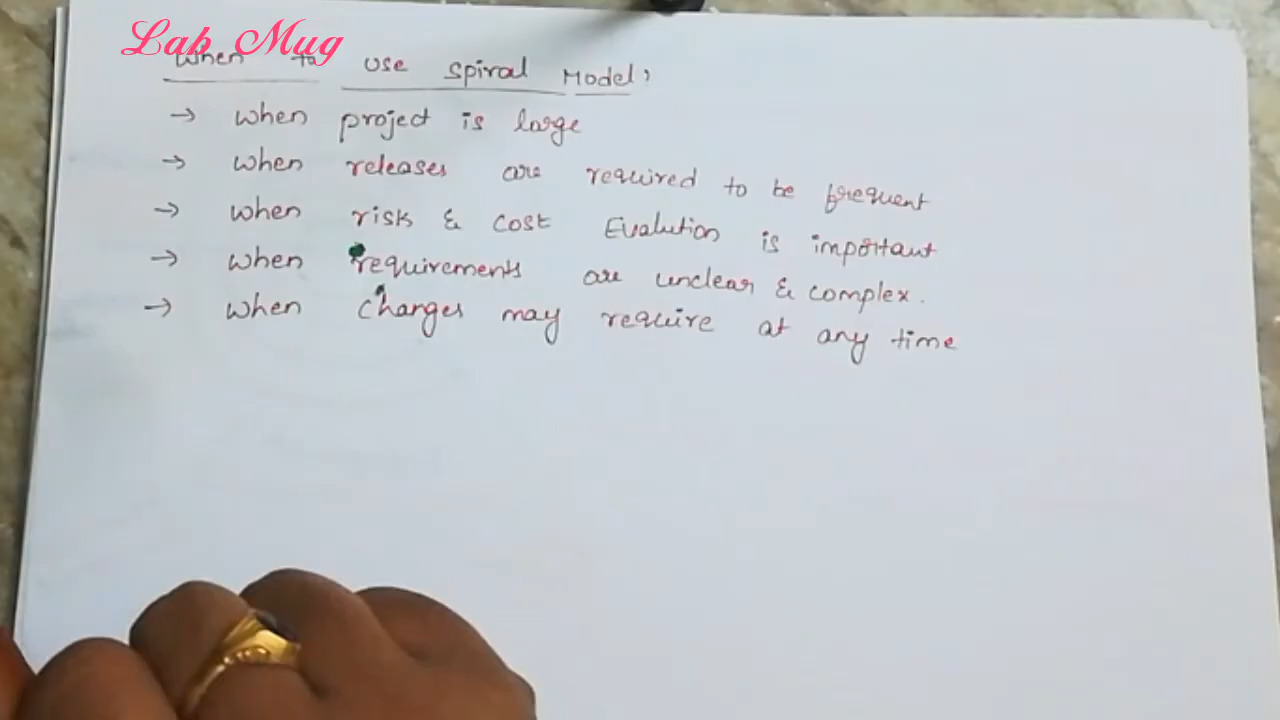 Lab Mug
When to use spiral Model?
→ when project is large
→ when releases are required to be frequent
→ when risk & cost Evalution is important
→ when requirements are unclear & complex.
→ when changes may require at any time